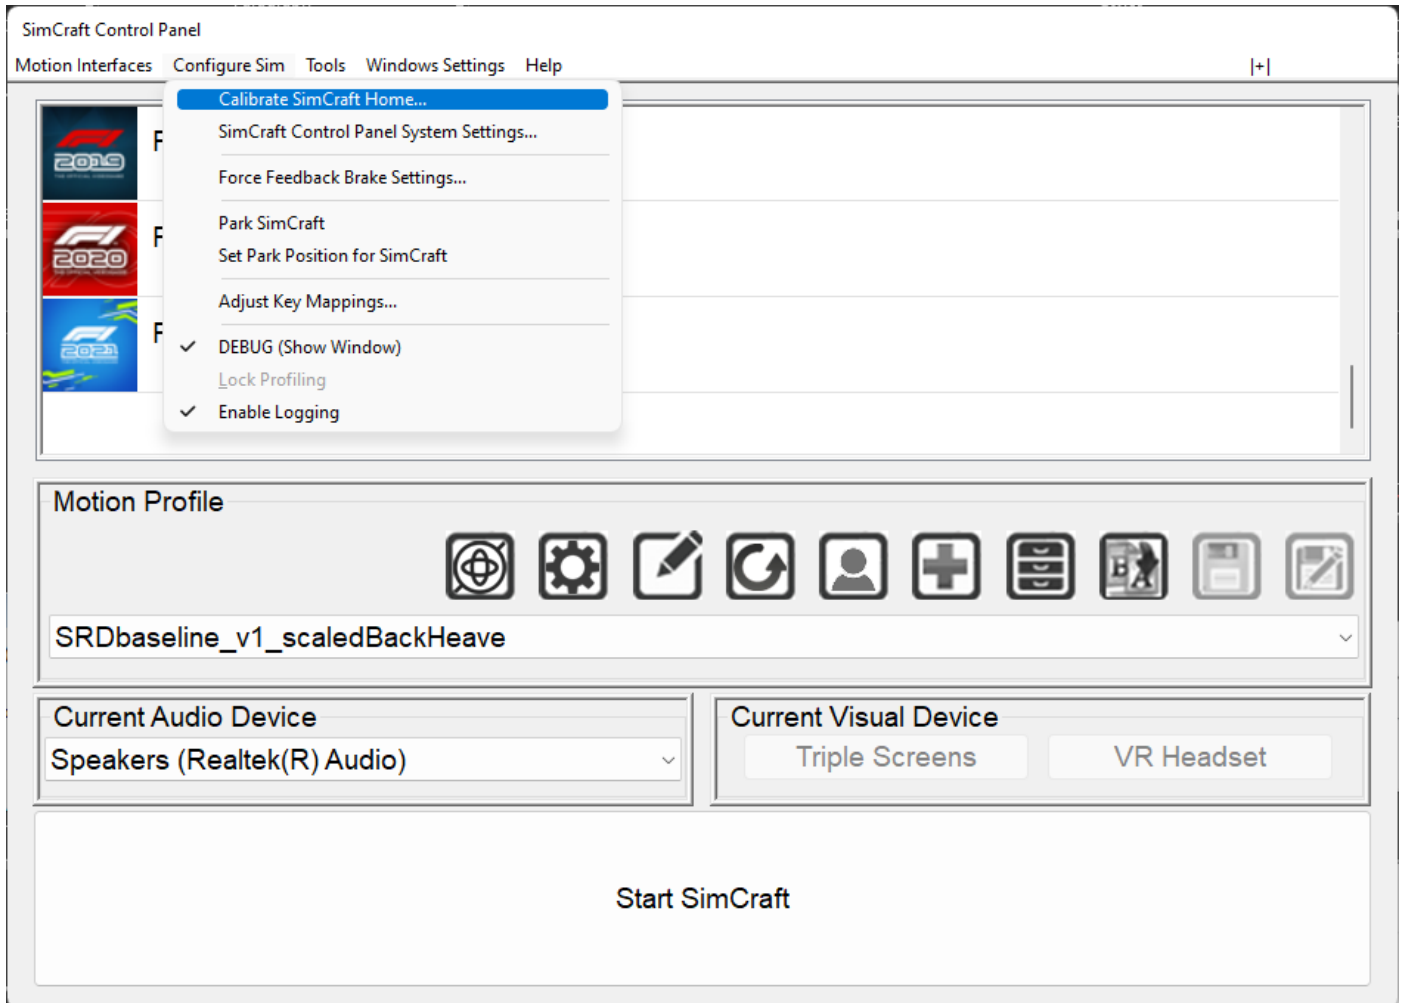 SimCraft Control Panel
Motion Interfaces Configure Sim Tools Windows Settings Help |+|
Calibrate SimCraft Home...
SimCraft Control Panel System Settings...
Force Feedback Brake Settings...
Park SimCraft
Set Park Position for SimCraft
Adjust Key Mappings...
DEBUG (Show Window)
Lock Profiling
Enable Logging
F
2019
F
2020
F
2021
Motion Profile
B A
SRDbaseline_v1_scaledBackHeave
Current Audio Device
Speakers (Realtek(R) Audio)
Current Visual Device
Triple Screens VR Headset
Start SimCraft